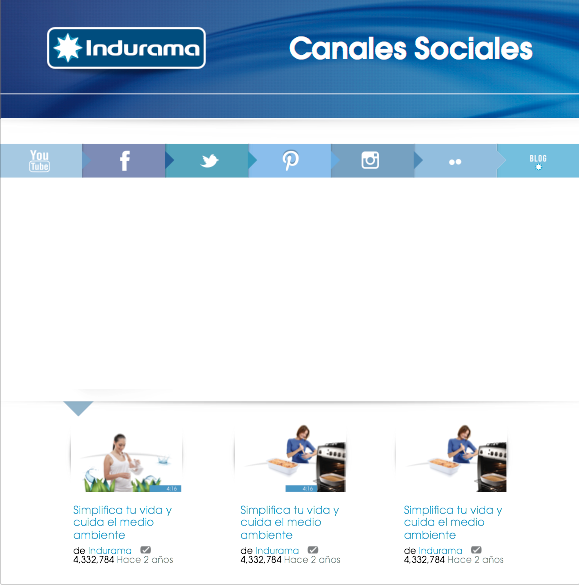 Indurama
Canales Sociales
You
Tube
BLOG
4:16
4:16
Simplifica tu vida y
cuida el medio
ambiente
de Indurama
4,332,784 Hace 2 años
Simplifica tu vida y
cuida el medio
ambiente
de Indurama
4,332,784 Hace 2 años
Simplifica tu vida y
cuida el medio
ambiente
de Indurama
4,332,784 Hace 2 años